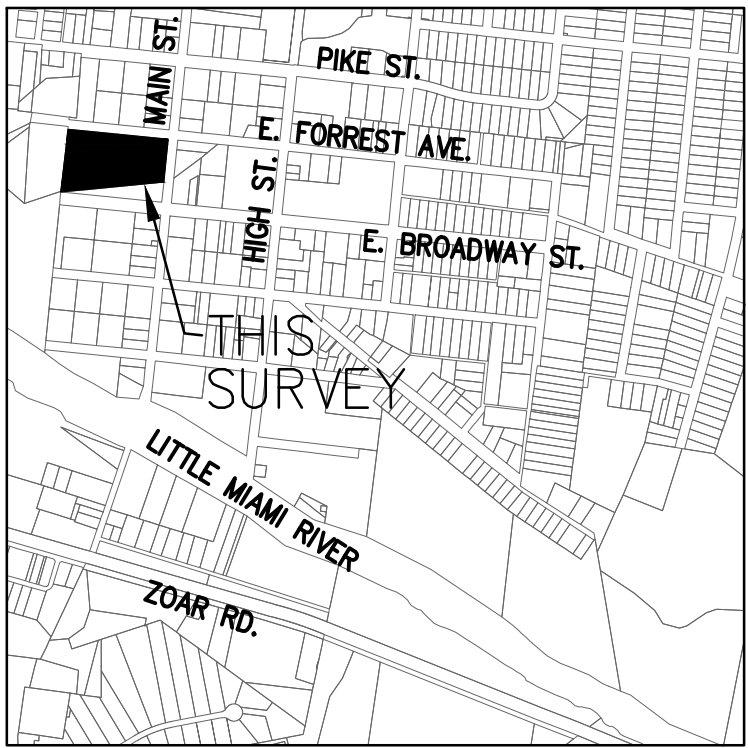 MAIN ST.
PIKE ST.
E. FORREST AVE.
HIGH ST.
E. BROADWAY ST.
THIS
SURVEY
LITTLE MIAMI RIVER
ZOAR RD.